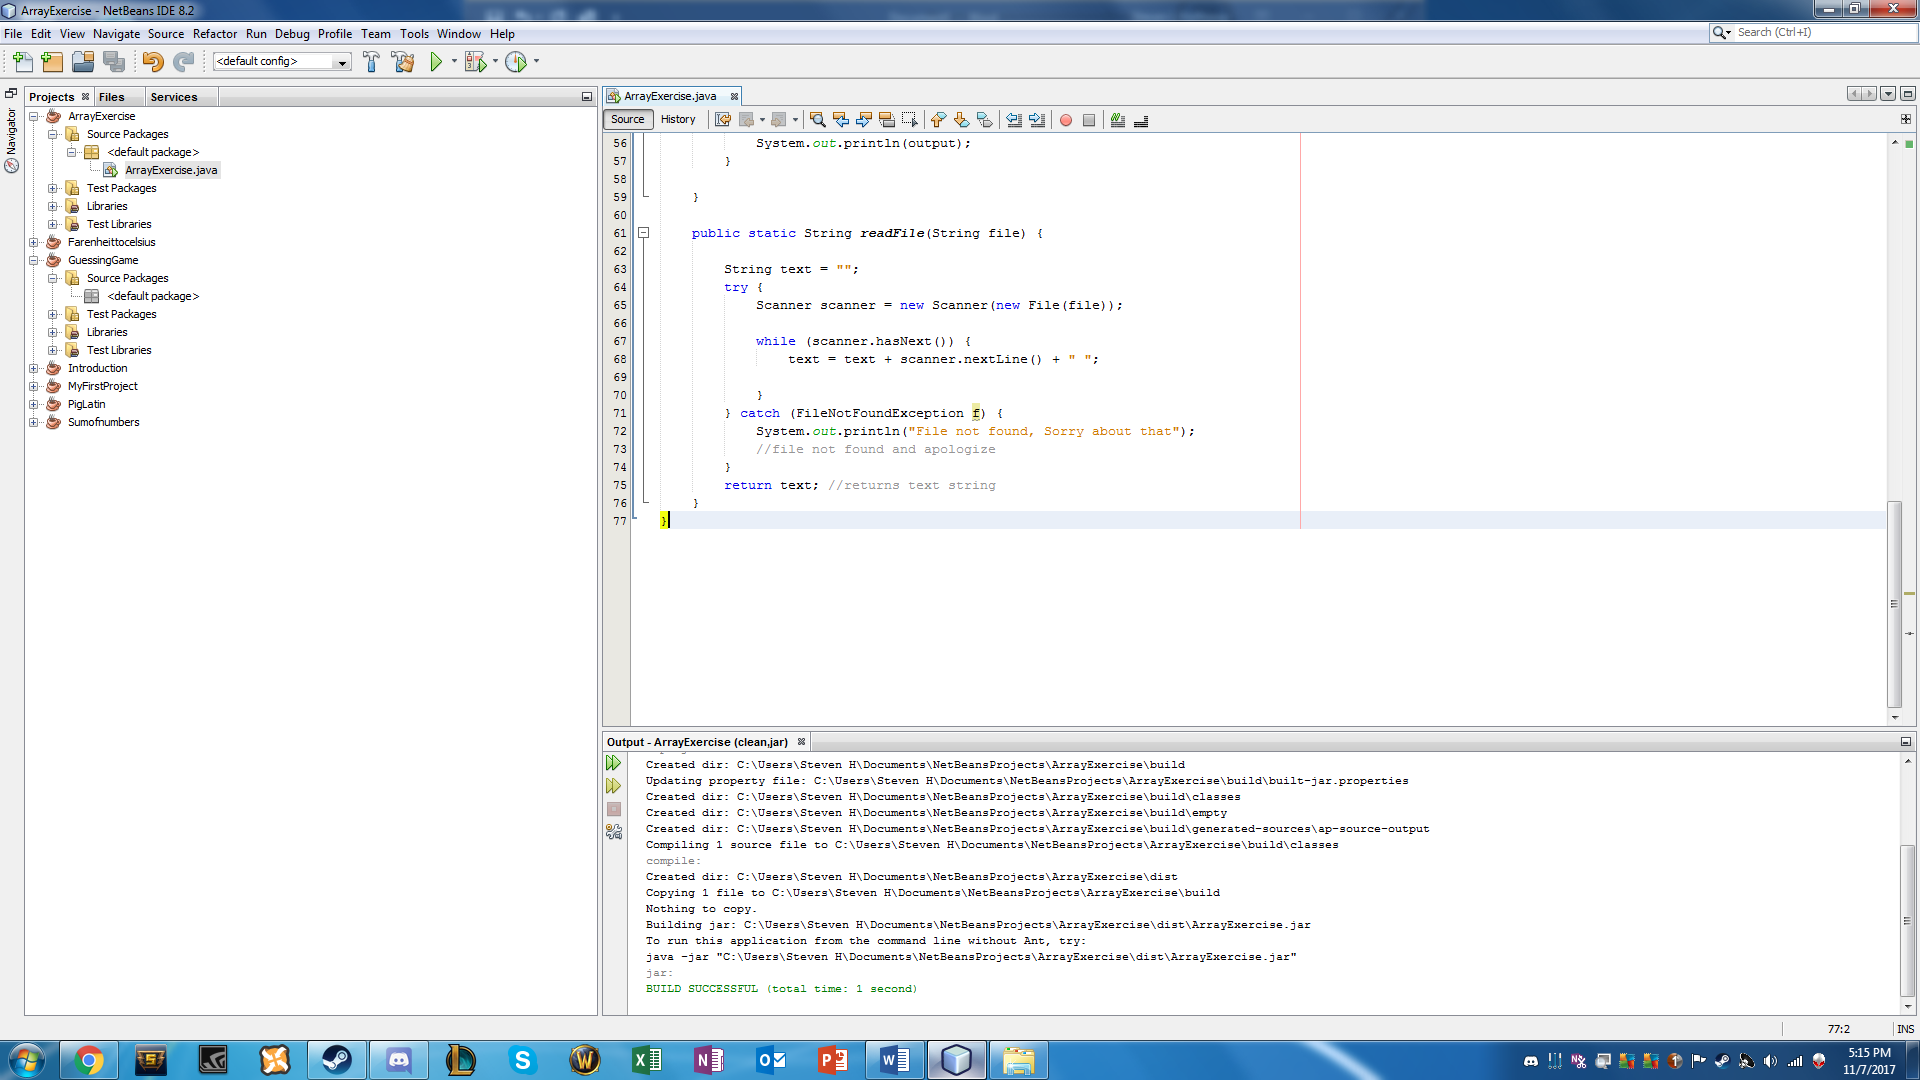 ArrayExercise - NetBeans IDE 8.2
File Edit View Navigate Source Refactor Run Debug Profile Team Tools Window Help
Search (Ctrl+I)
<default config>
Navigator
Projects Files Services
ArrayExercise
Source Packages
<default package>
ArrayExercise.java
Test Packages
Libraries
Test Libraries
Farenheittocelsius
GuessingGame
Source Packages
<default package>
Test Packages
Libraries
Test Libraries
Introduction
MyFirstProject
PigLatin
Sumofnumbers
ArrayExercise.java
Source History
56 System.out.println(output);
57 }
58
59 }
60
61 public static String readFile(String file) {
62
63 String text = "";
64 try {
65 Scanner scanner = new Scanner(new File(file));
66
67 while (scanner.hasNext()) {
68 text = text + scanner.nextLine() + " ";
69
70 }
71 } catch (FileNotFoundException f) {
72 System.out.println("File not found, Sorry about that");
73 //file not found and apologize
74 }
75 return text; //returns text string
76 }
77 }
Output - ArrayExercise (clean,jar)
Created dir: C:\Users\Steven H\Documents\NetBeansProjects\ArrayExercise\build
Updating property file: C:\Users\Steven H\Documents\NetBeansProjects\ArrayExercise\build\built-jar.properties
Created dir: C:\Users\Steven H\Documents\NetBeansProjects\ArrayExercise\build\classes
Created dir: C:\Users\Steven H\Documents\NetBeansProjects\ArrayExercise\build\empty
Created dir: C:\Users\Steven H\Documents\NetBeansProjects\ArrayExercise\build\generated-sources\ap-source-output
Compiling 1 source file to C:\Users\Steven H\Documents\NetBeansProjects\ArrayExercise\build\classes
compile:
Created dir: C:\Users\Steven H\Documents\NetBeansProjects\ArrayExercise\dist
Copying 1 file to C:\Users\Steven H\Documents\NetBeansProjects\ArrayExercise\build
Nothing to copy.
Building jar: C:\Users\Steven H\Documents\NetBeansProjects\ArrayExercise\dist\ArrayExercise.jar
To run this application from the command line without Ant, try:
java -jar "C:\Users\Steven H\Documents\NetBeansProjects\ArrayExercise\dist\ArrayExercise.jar"
jar:
BUILD SUCCESSFUL (total time: 1 second)
77:2 INS
5:15 PM
11/7/2017